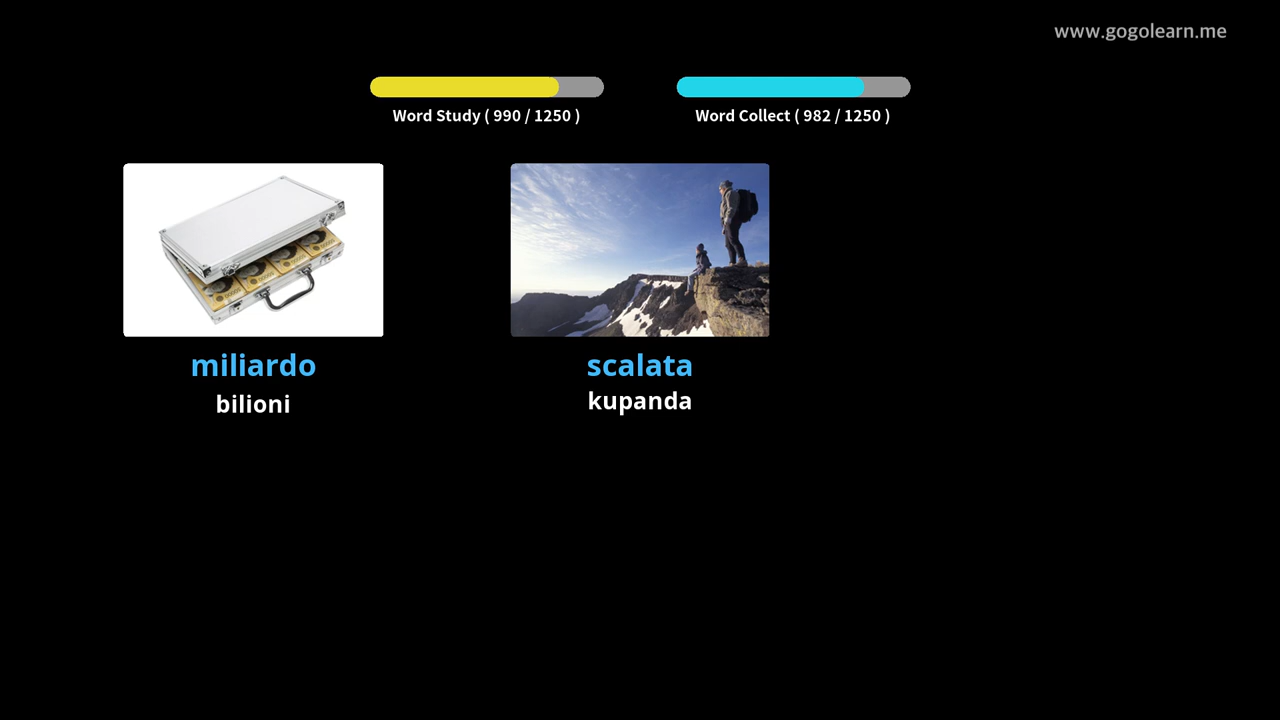 www.gogolearn.me
Word Study ( 990 / 1250 )
Word Collect ( 982 / 1250 )
miliardo
bilioni
scalata
kupanda